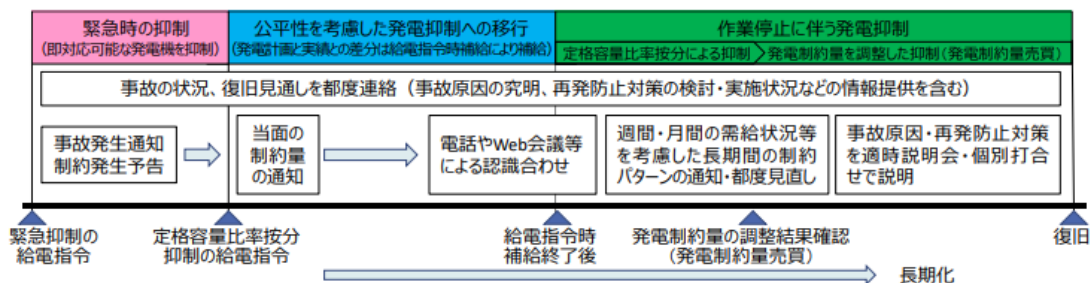 緊急時の抑制
(即対応可能な発電機を抑制)
公平性を考慮した発電抑制への移行
(発電計画と実績との差分は給電指令時補給により補給)
作業停止に伴う発電抑制
定格容量比率按分による抑制
発電制約量を調整した抑制(発電制約量売買)
事故の状況、復旧見通しを都度連絡(事故原因の究明、再発防止対策の検討・実施状況などの情報提供を含む)
事故発生通知
制約発生予告
当面の
制約量
の通知
電話やWeb会議等
による認識合わせ
週間・月間の需給状況等
を考慮した長期間の制約
パターンの通知・都度見直し
事故原因・再発防止対策
を適時説明会・個別打合
せで説明
緊急抑制の
給電指令
定格容量比率按分
抑制の給電指令
給電指令時
補給終了後
発電制約量の調整結果確認
(発電制約量売買)
復旧
長期化